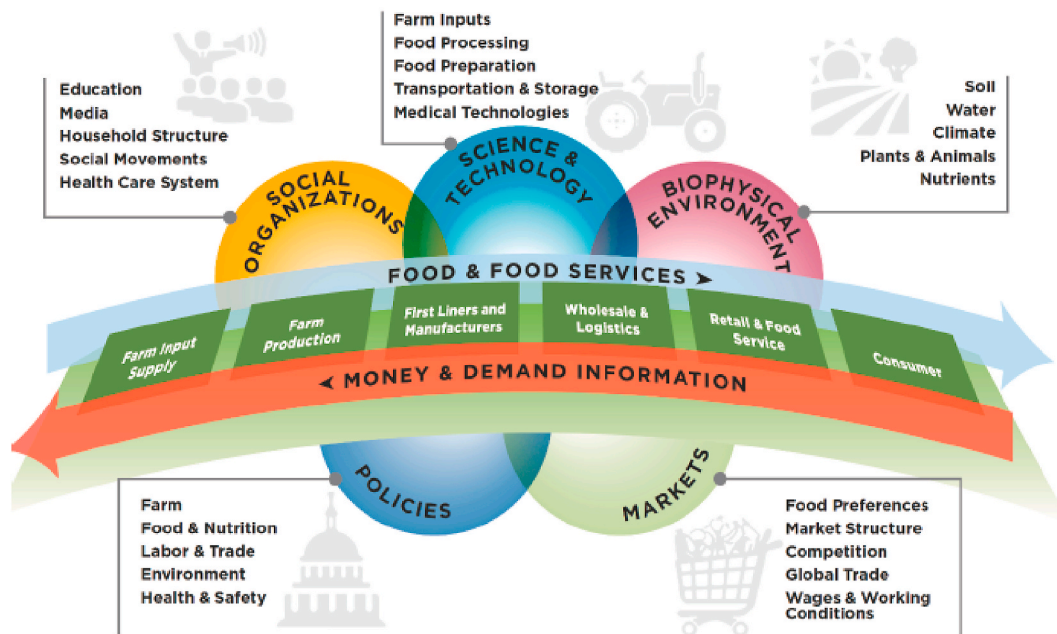 Farm Inputs
Food Processing
Food Preparation
Transportation & Storage
Medical Technologies
Education
Media
Household Structure
Social Movements
Health Care System
Soil
Water
Climate
Plants & Animals
Nutrients
SOCIAL
ORGANIZATIONS
SCIENCE &
TECHNOLOGY
BIOPHYSICAL
ENVIRONMENT
FOOD & FOOD SERVICES >
Farm Input
Supply
Farm
Production
First Liners and
Manufacturers
Wholesale &
Logistics
Retail & Food
Service
Consumer
< MONEY & DEMAND INFORMATION
POLICIES
MARKETS
Farm
Food & Nutrition
Labor & Trade
Environment
Health & Safety
Food Preferences
Market Structure
Competition
Global Trade
Wages & Working
Conditions